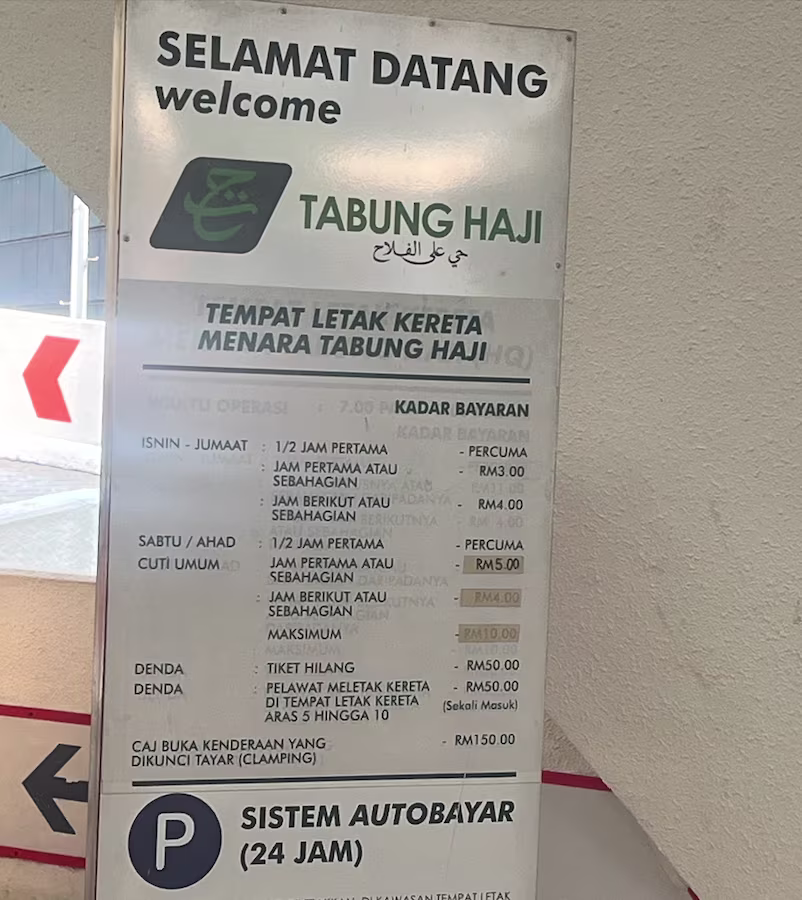 SELAMAT DATANG
welcome
TABUNG HAJI
حي على الفلاح
TEMPAT LETAK KERETA
MENARA TABUNG HAJI
KADAR BAYARAN
ISNIN - JUMAAT : 1/2 JAM PERTAMA - PERCUMA
: JAM PERTAMA ATAU - RM3.00
SEBAHAGIAN
: JAM BERIKUT ATAU - RM4.00
SEBAHAGIAN
SABTU / AHAD : 1/2 JAM PERTAMA - PERCUMA
CUTI UMUM JAM PERTAMA ATAU - RM5.00
SEBAHAGIAN
: JAM BERIKUT ATAU - RM4.00
SEBAHAGIAN
MAKSIMUM - RM10.00
DENDA : TIKET HILANG - RM50.00
DENDA : PELAWAT MELETAK KERETA - RM50.00
DI TEMPAT LETAK KERETA (Sekali Masuk)
ARAS 5 HINGGA 10
CAJ BUKA KENDERAAN YANG - RM150.00
DIKUNCI TAYAR (CLAMPING)
P SISTEM AUTOBAYAR
(24 JAM)
DI KAWASAN TEMPAT LETAK